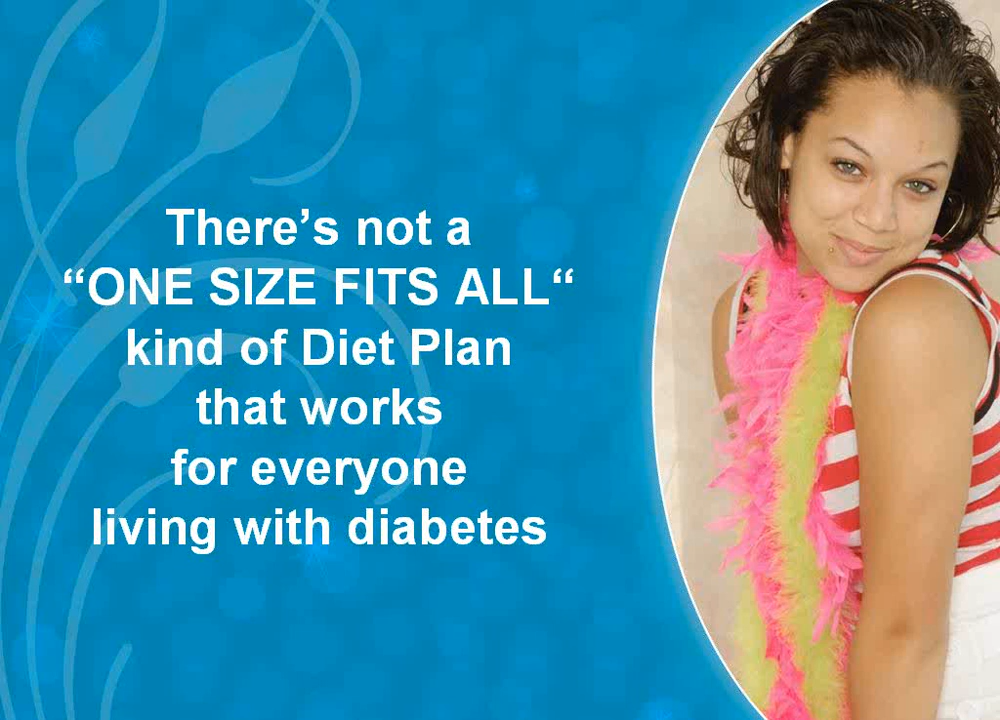 There’s not a
“ONE SIZE FITS ALL“
kind of Diet Plan
that works
for everyone
living with diabetes